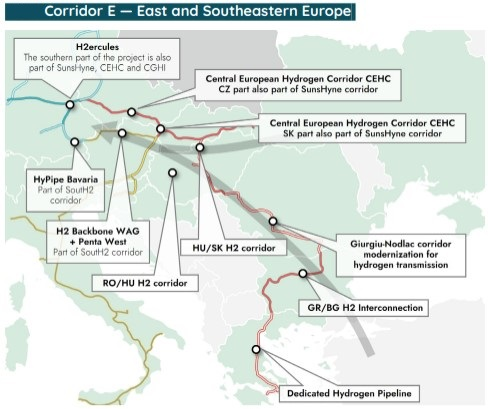 Corridor E — East and Southeastern Europe
H2ercules
The southern part of the project is also
part of SunsHyne, CEHC and CGHI
Central European Hydrogen Corridor CEHC
CZ part also part of SunsHyne corridor
Central European Hydrogen Corridor CEHC
SK part also part of SunsHyne corridor
HyPipe Bavaria
Part of SoutH2
corridor
H2 Backbone WAG
+ Penta West
Part of SoutH2 corridor
HU/SK H2 corridor
Giurgiu-Nodlac corridor
modernization for
hydrogen transmission
RO/HU H2 corridor
GR/BG H2 Interconnection
Dedicated Hydrogen Pipeline